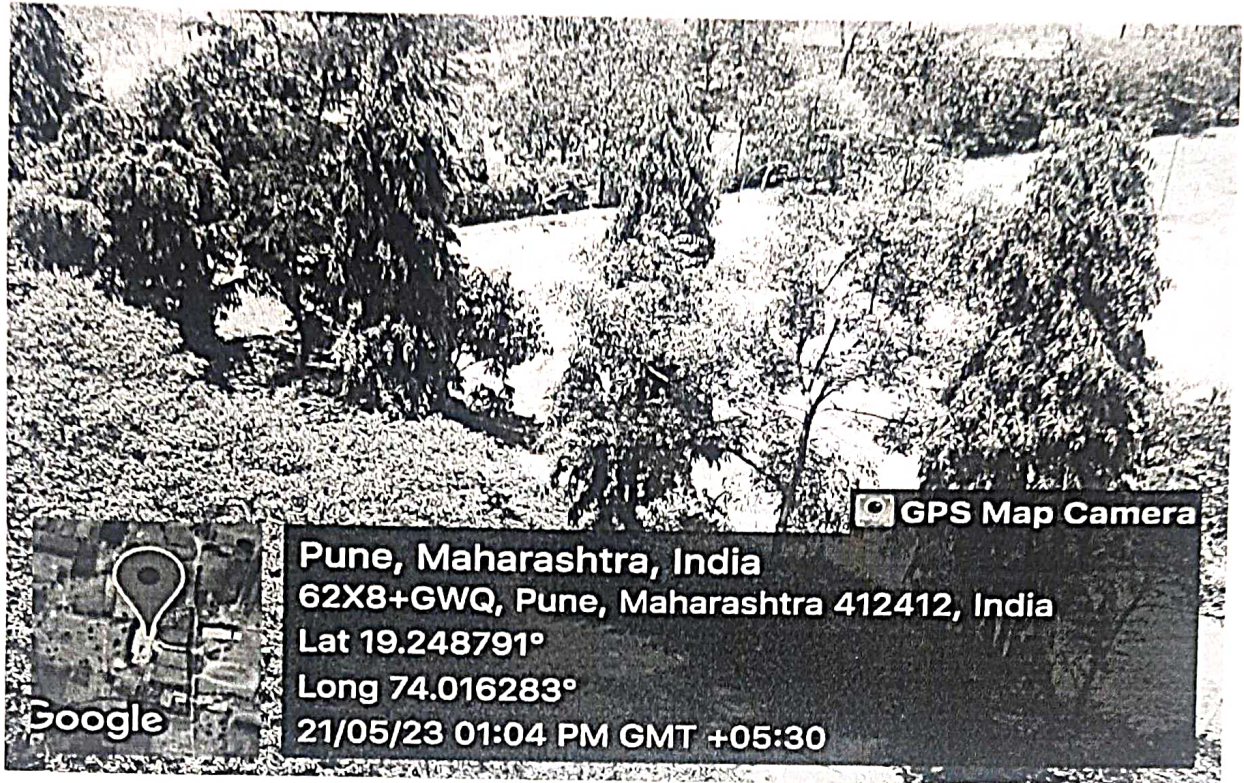 GPS Map Camera
Pune, Maharashtra, India
62X8+GWQ, Pune, Maharashtra 412412, India
Lat 19.248791°
Long 74.016283°
21/05/23 01:04 PM GMT +05:30
Google